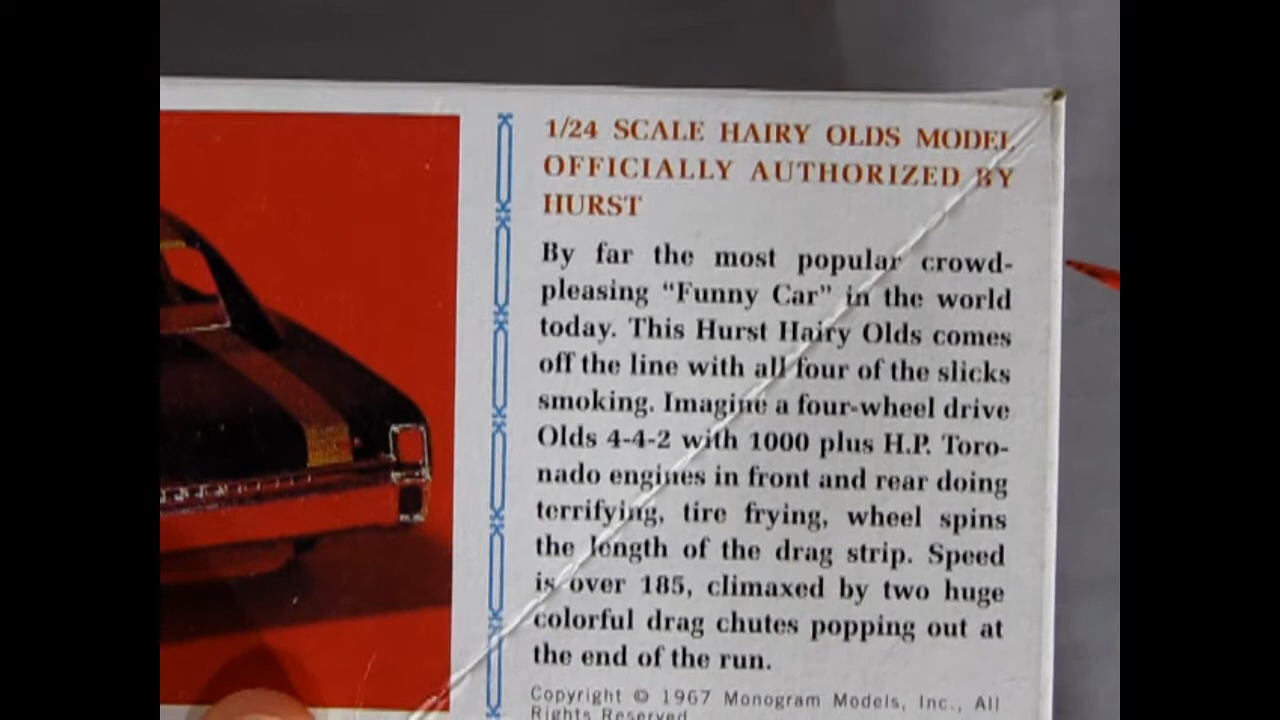 1/24 SCALE HAIRY OLDS MODEL
OFFICIALLY AUTHORIZED BY
HURST
By far the most popular crowd-
pleasing “Funny Car” in the world
today. This Hurst Hairy Olds comes
off the line with all four of the slicks
smoking. Imagine a four-wheel drive
Olds 4-4-2 with 1000 plus H.P. Toro-
nado engines in front and rear doing
terrifying, tire frying, wheel spins
the length of the drag strip. Speed
is over 185, climaxed by two huge
colorful drag chutes popping out at
the end of the run.
Copyright © 1967 Monogram Models, Inc., All
Rights Reserved